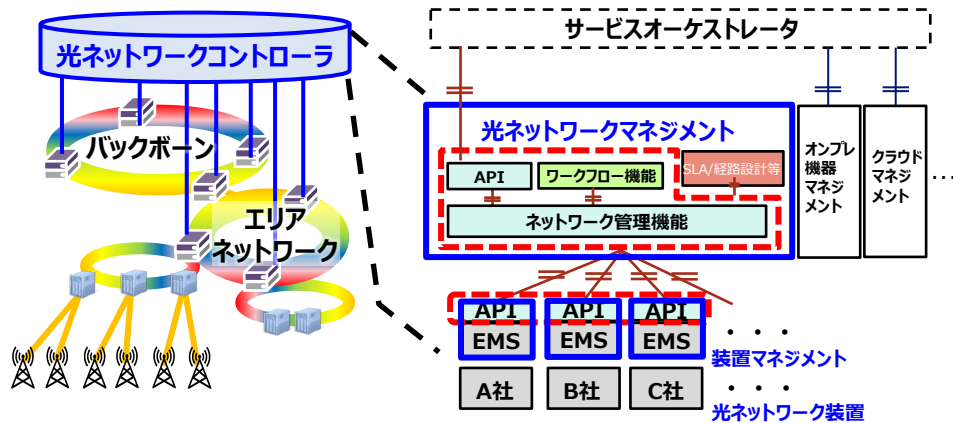 光ネットワークコントローラ
バックボーン
エリア
ネットワーク
サービスオーケストレータ
光ネットワークマネジメント
API
ワークフロー機能
SLA/経路設計等
ネットワーク管理機能
オンプレ
機器
マネジ
メント
クラウド
マネジ
メント
…
API
API
API
EMS
EMS
EMS
・・・
装置マネジメント
A社
B社
C社
・・・
光ネットワーク装置